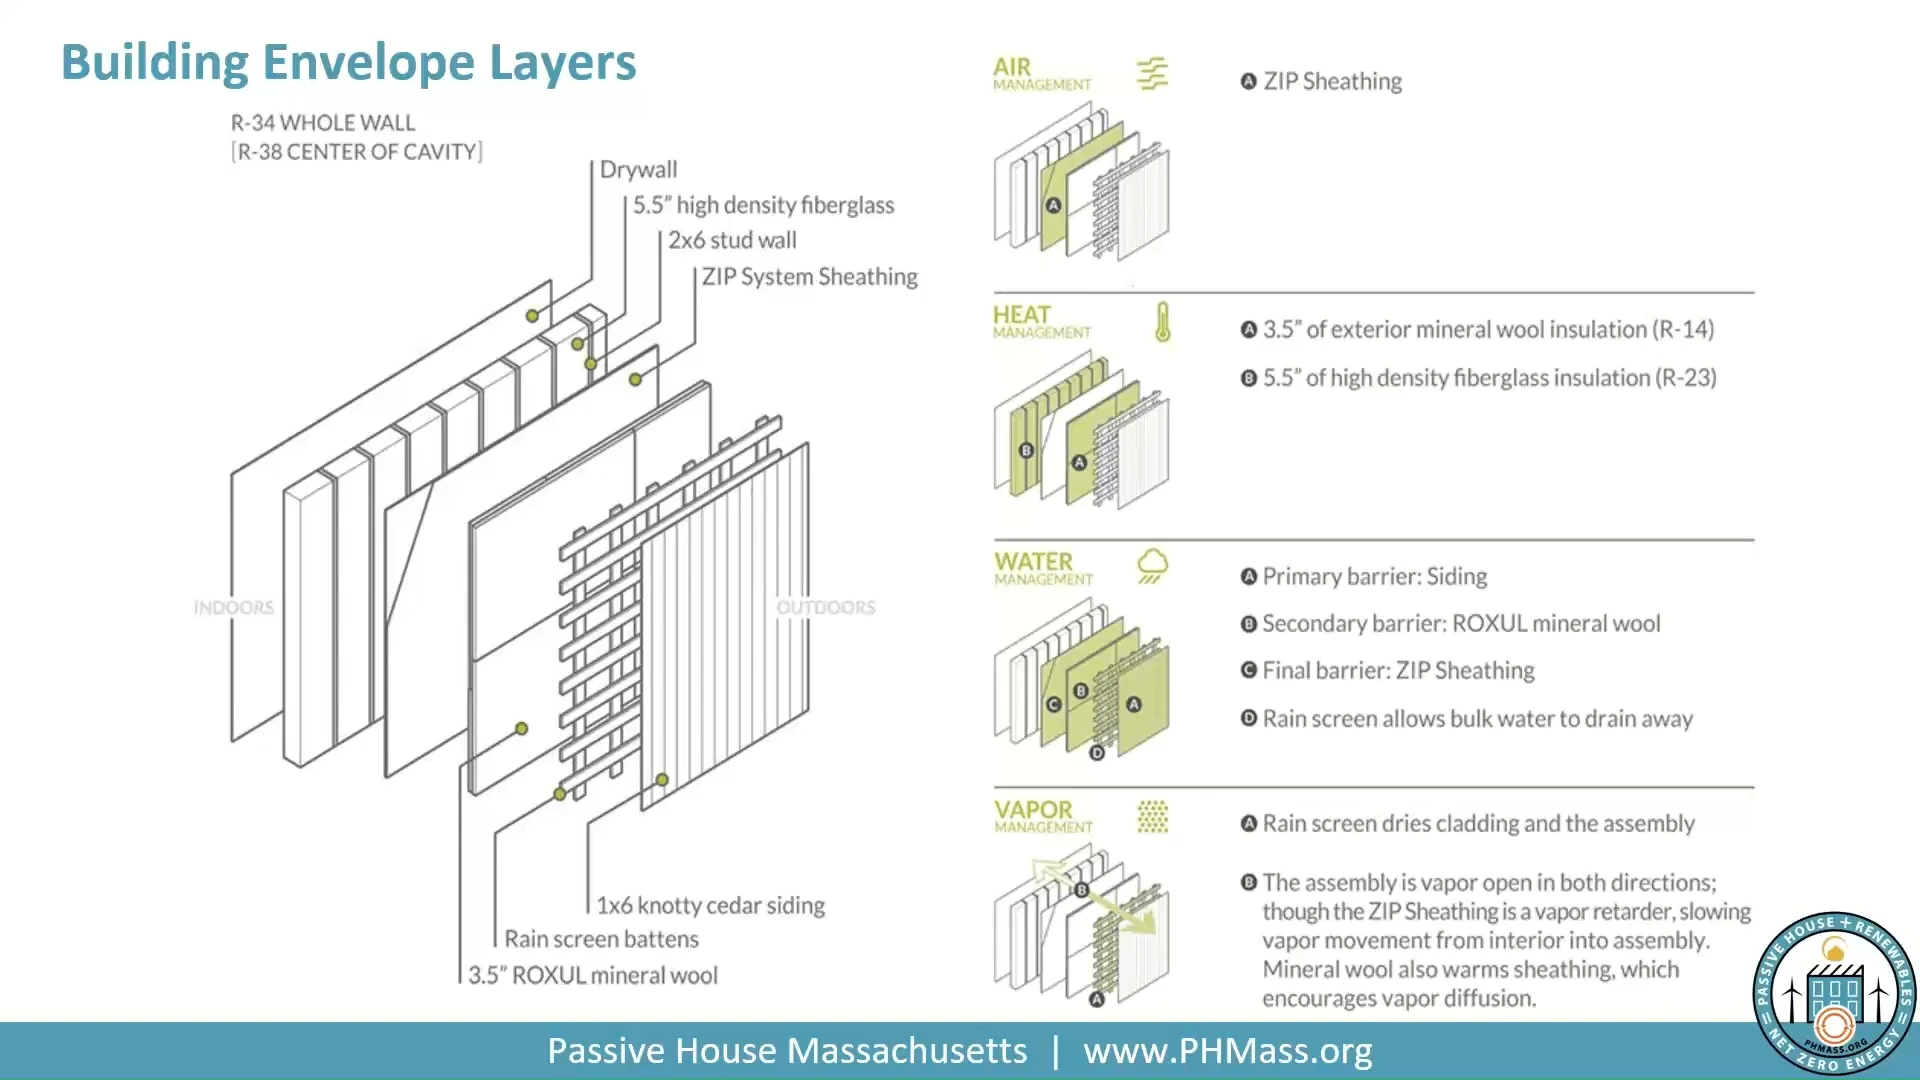 Building Envelope Layers
R-34 WHOLE WALL
[R-38 CENTER OF CAVITY]
Drywall
5.5” high density fiberglass
2x6 stud wall
ZIP System Sheathing
INDOORS
OUTDOORS
1x6 knotty cedar siding
Rain screen battens
3.5” ROXUL mineral wool
AIR
MANAGEMENT
A
A ZIP Sheathing
HEAT
MANAGEMENT
B
A
A 3.5” of exterior mineral wool insulation (R-14)
B 5.5” of high density fiberglass insulation (R-23)
WATER
MANAGEMENT
C
B
A
D
A Primary barrier: Siding
B Secondary barrier: ROXUL mineral wool
C Final barrier: ZIP Sheathing
D Rain screen allows bulk water to drain away
VAPOR
MANAGEMENT
B
A
A Rain screen dries cladding and the assembly
B The assembly is vapor open in both directions;
though the ZIP Sheathing is a vapor retarder, slowing
vapor movement from interior into assembly.
Mineral wool also warms sheathing, which
encourages vapor diffusion.
PASSIVE HOUSE + RENEWABLES
= NET ZERO ENERGY =
PHMASS.ORG
Passive House Massachusetts | www.PHMass.org